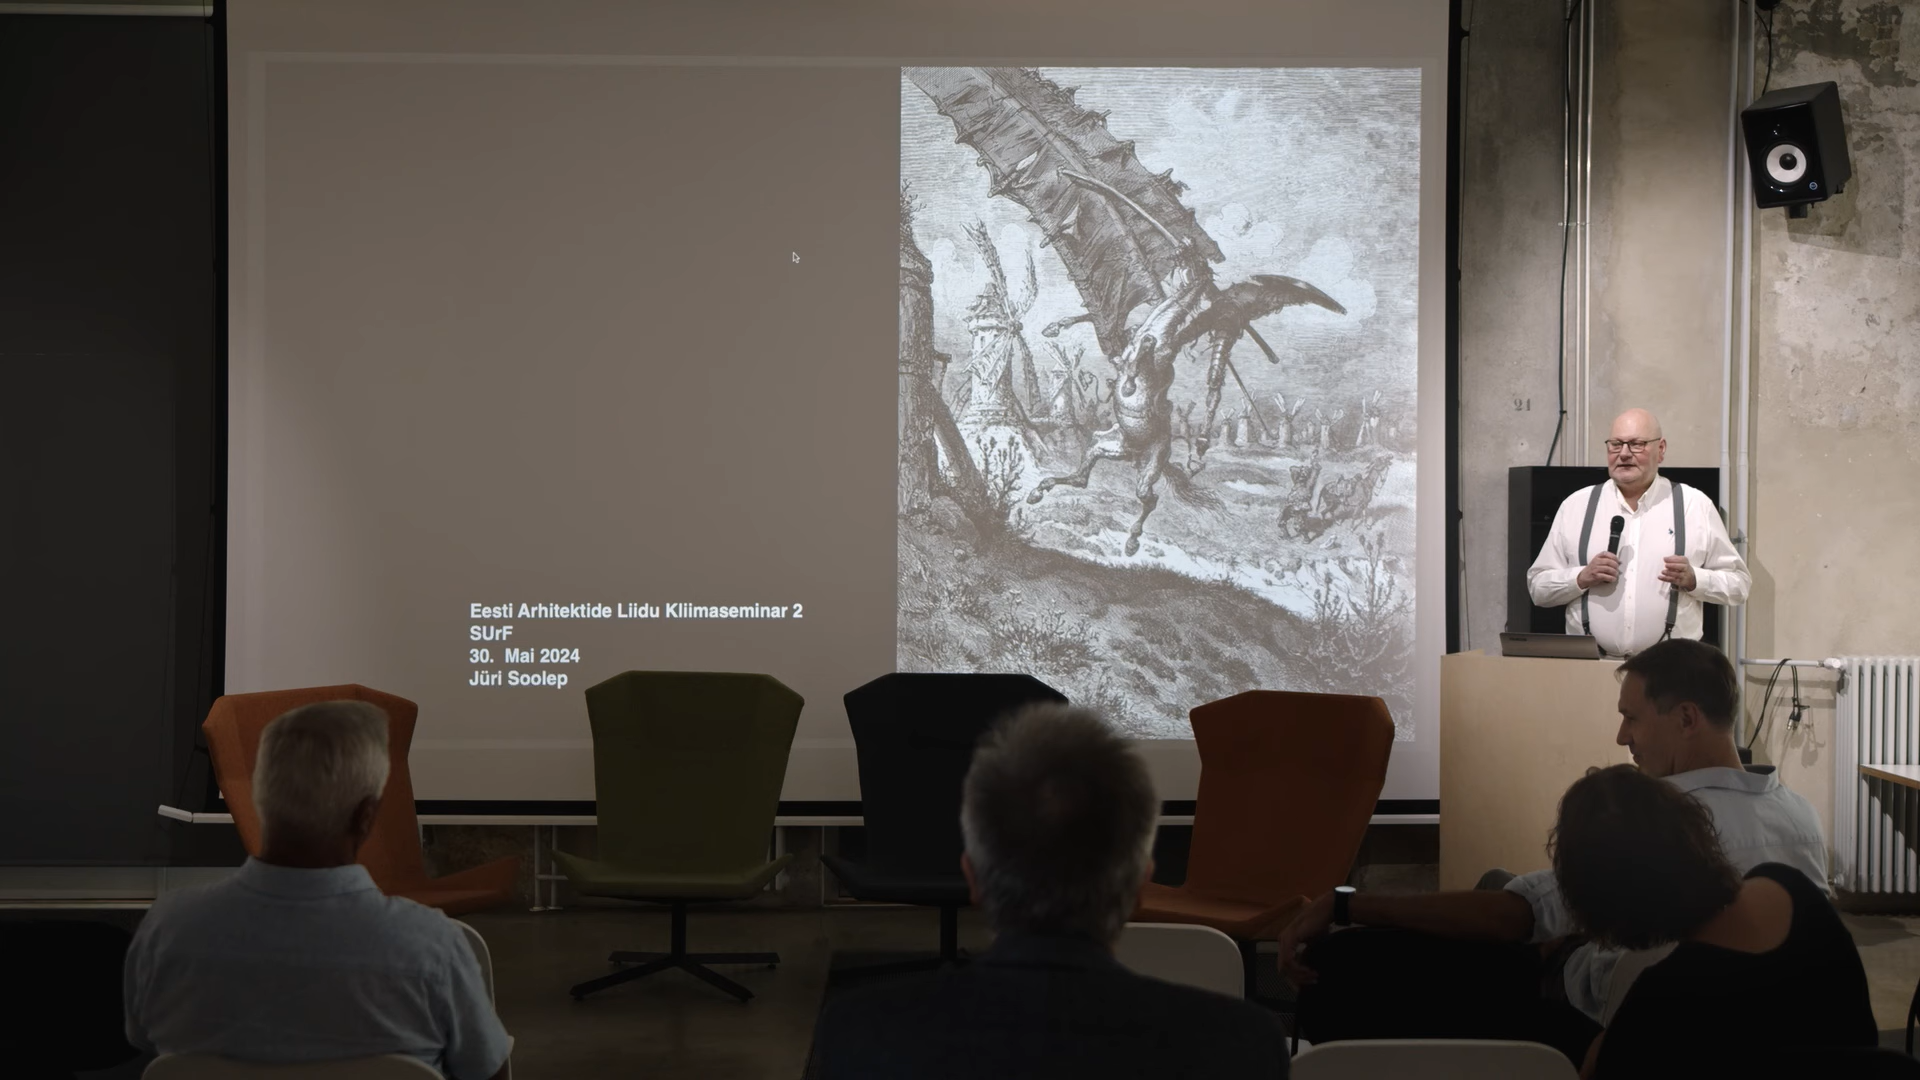 Eesti Arhitektide Liidu Kliimaseminar 2
SUrF
30. Mai 2024
Jüri Soolep
21